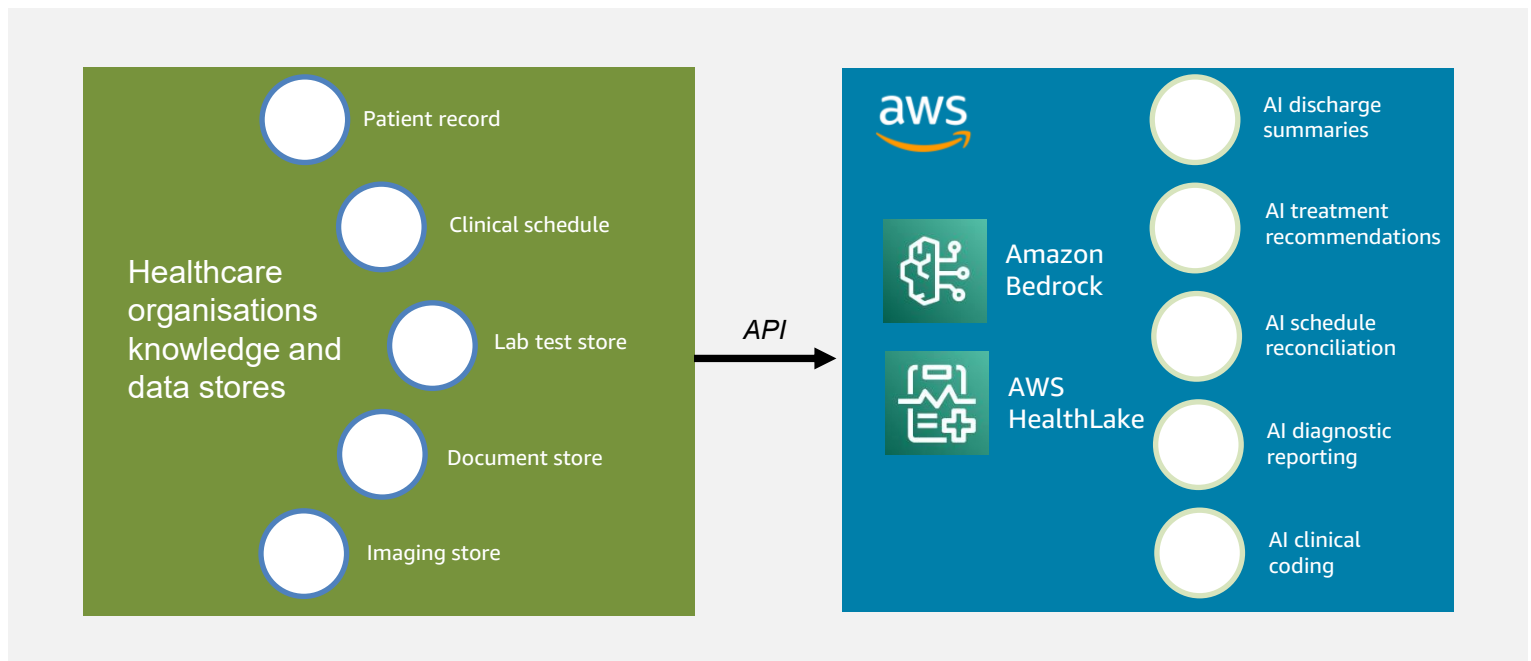 Patient record
Clinical schedule
Healthcare
organisations
knowledge and
data stores
Lab test store
Document store
Imaging store
API
aws
Amazon
Bedrock
AWS
HealthLake
AI discharge
summaries
AI treatment
recommendations
AI schedule
reconciliation
AI diagnostic
reporting
AI clinical
coding